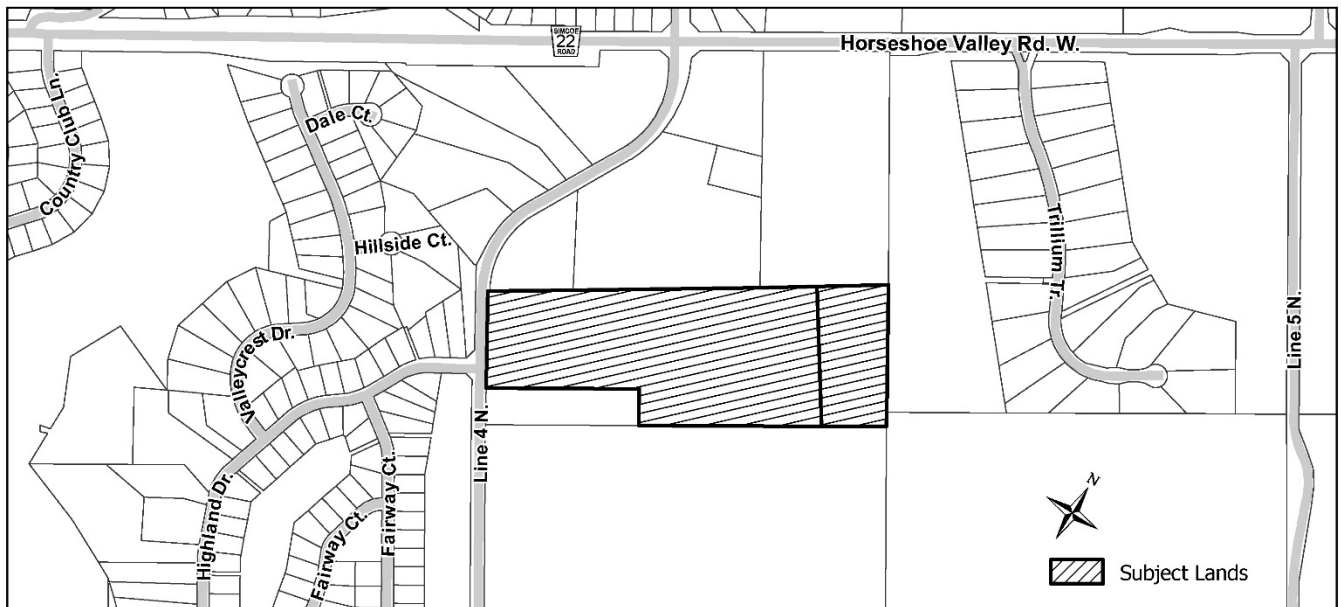 SIMCOE
22
ROAD
Horseshoe Valley Rd. W.
Country Club Ln.
Dale Ct.
Hillside Ct.
Trillium Tr.
Line 5 N.
Valleycrest Dr.
Line 4 N.
Highland Dr.
Fairway Ct.
Fairway Ct.
N
Subject Lands